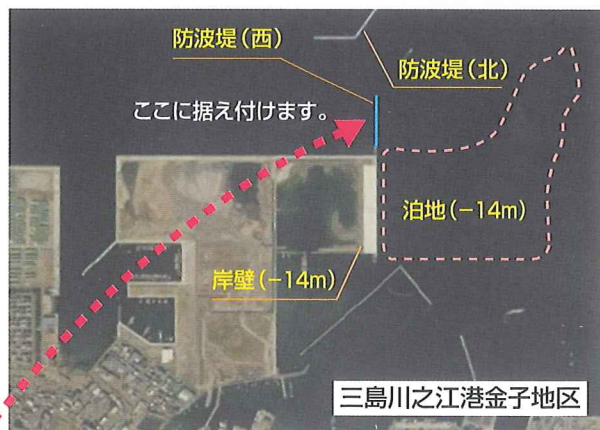 防波堤(西)
防波堤(北)
ここに据え付けます。
泊地(-14m)
岸壁(-14m)
三島川之江港金子地区